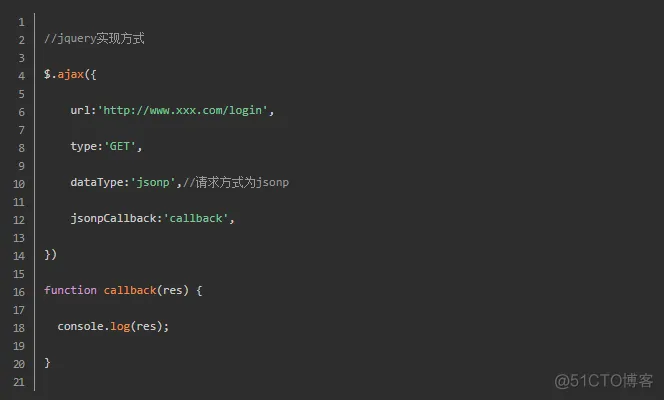 1
2 //jquery实现方式
3
4 $.ajax({
5
6 url:'http://www.xxx.com/login',
7
8 type:'GET',
9
10 dataType:'jsonp',//请求方式为jsonp
11
12 jsonpCallback:'callback',
13
14 })
15
16 function callback(res) {
17
18 console.log(res);
19
20 }
21
@51CTO博客